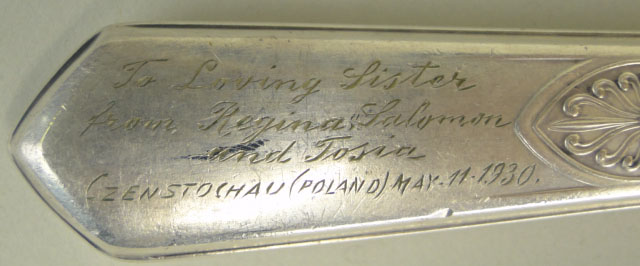 To Loving Sister
from Regina, Salomon
and Tosia
CZENSTOCHAU (POLAND) MAY. 11. 1930.